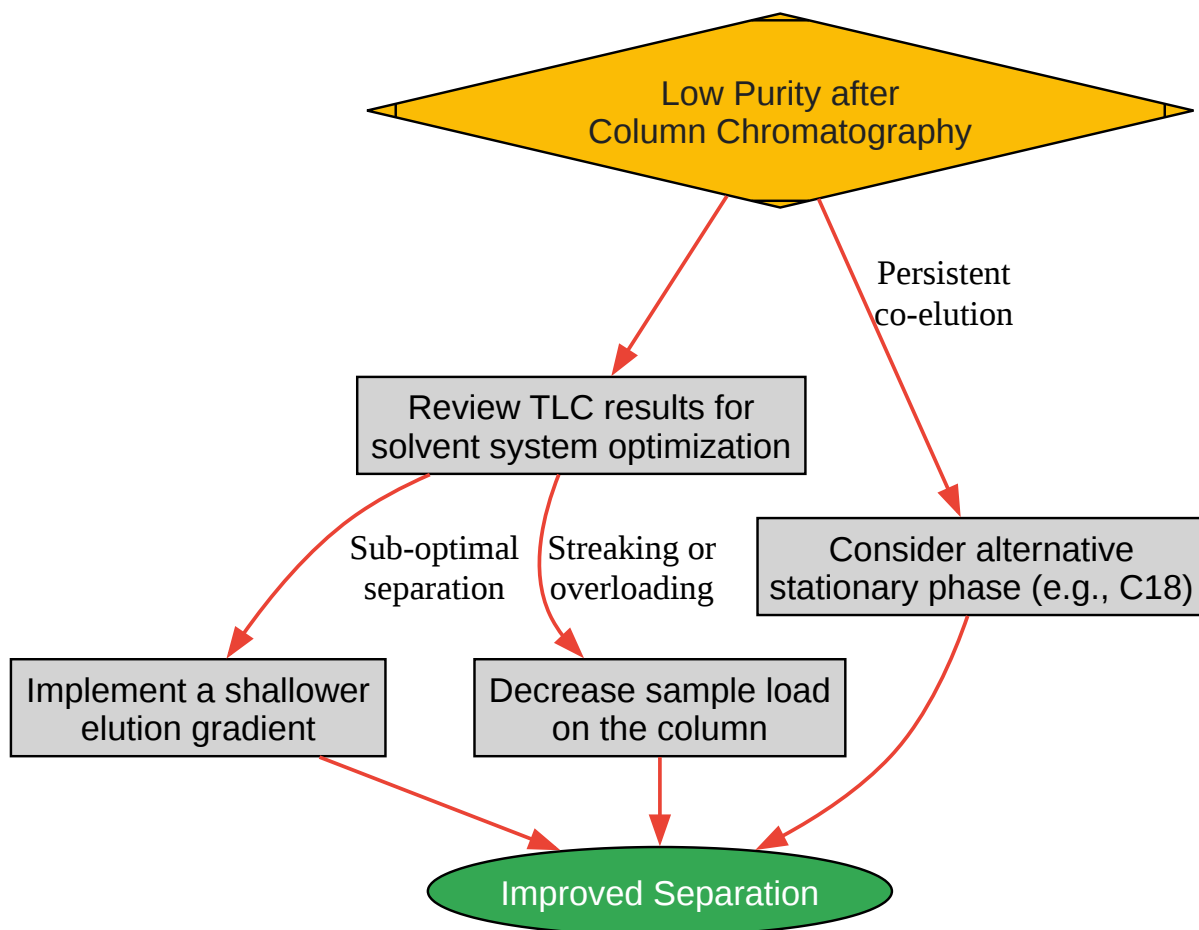 Low Purity after
Column Chromatography
Persistent
co-elution
Review TLC results for
solvent system optimization
Sub-optimal
separation
Streaking or
overloading
Consider alternative
stationary phase (e.g., C18)
Implement a shallower
elution gradient
Decrease sample load
on the column
Improved Separation